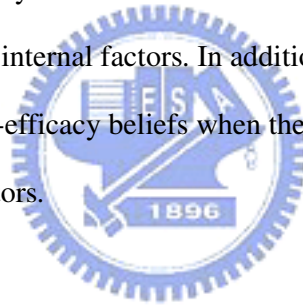 y
internal factors. In additio
-efficacy beliefs when the
ors.
E S A
1896